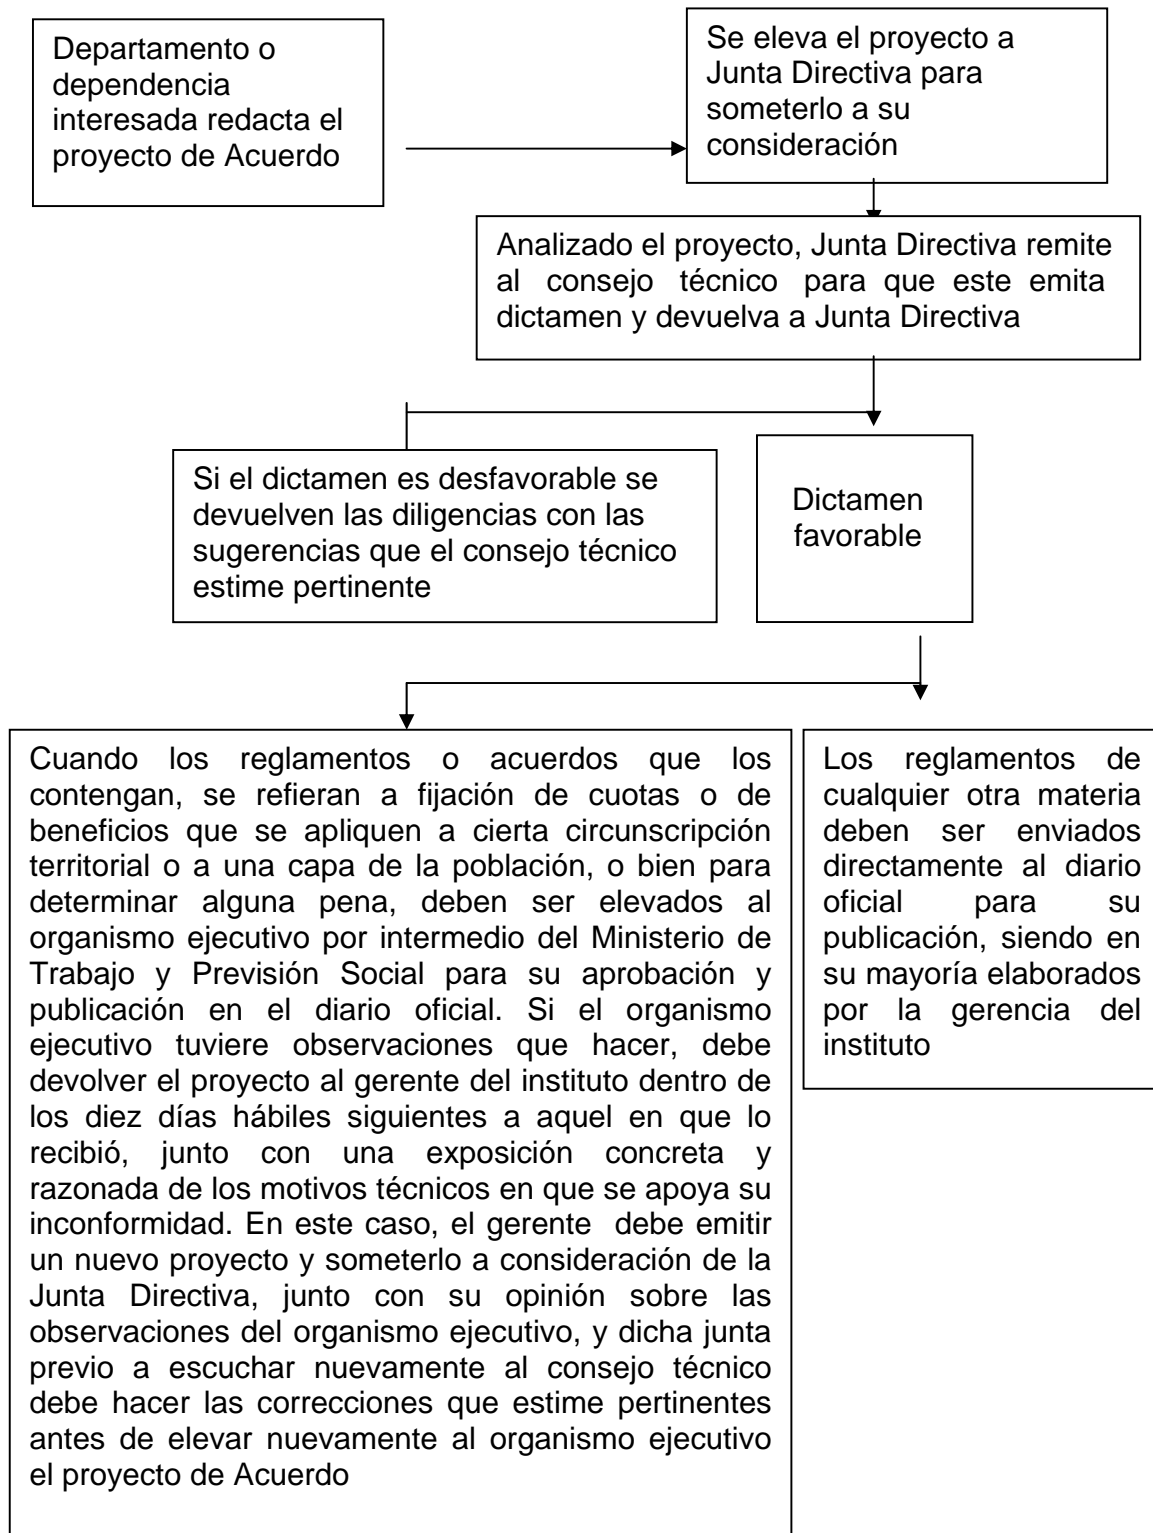 Departamento o
dependencia
interesada redacta el
proyecto de Acuerdo
Se eleva el proyecto a
Junta Directiva para
someterlo a su
consideración
Analizado el proyecto, Junta Directiva remite
al consejo técnico para que este emita
dictamen y devuelva a Junta Directiva
Si el dictamen es desfavorable se
devuelven las diligencias con las
sugerencias que el consejo técnico
estime pertinente
Dictamen
favorable
Cuando los reglamentos o acuerdos que los
contengan, se refieran a fijación de cuotas o de
beneficios que se apliquen a cierta circunscripción
territorial o a una capa de la población, o bien para
determinar alguna pena, deben ser elevados al
organismo ejecutivo por intermedio del Ministerio de
Trabajo y Previsión Social para su aprobación y
publicación en el diario oficial. Si el organismo
ejecutivo tuviere observaciones que hacer, debe
devolver el proyecto al gerente del instituto dentro de
los diez días hábiles siguientes a aquel en que lo
recibió, junto con una exposición concreta y
razonada de los motivos técnicos en que se apoya su
inconformidad. En este caso, el gerente debe emitir
un nuevo proyecto y someterlo a consideración de la
Junta Directiva, junto con su opinión sobre las
observaciones del organismo ejecutivo, y dicha junta
previo a escuchar nuevamente al consejo técnico
debe hacer las correcciones que estime pertinentes
antes de elevar nuevamente al organismo ejecutivo
el proyecto de Acuerdo
Los reglamentos de
cualquier otra materia
deben ser enviados
directamente al diario
oficial para su
publicación, siendo en
su mayoría elaborados
por la gerencia del
instituto